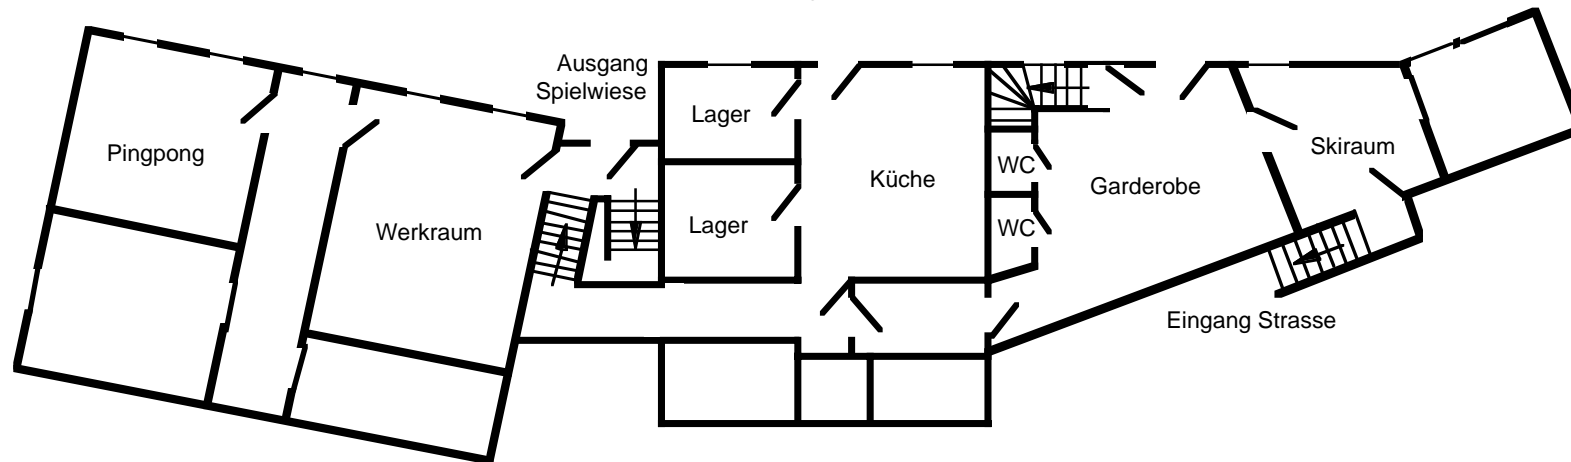 Ausgang
Spielwiese
Pingpong
Werkraum
Lager
Lager
Küche
WC
WC
Garderobe
Skiraum
Eingang Strasse